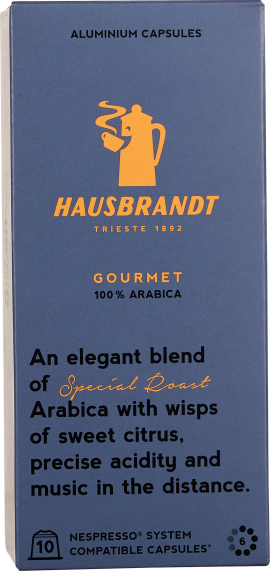 ALUMINIUM CAPSULES
HAUSBRANDT
TRIESTE 1892
GOURMET
100% ARABICA
An elegant blend
of Special Roast
Arabica with wisps
of sweet citrus,
precise acidity and
music in the distance.
10
NESPRESSO® SYSTEM
COMPATIBLE CAPSULES*
6